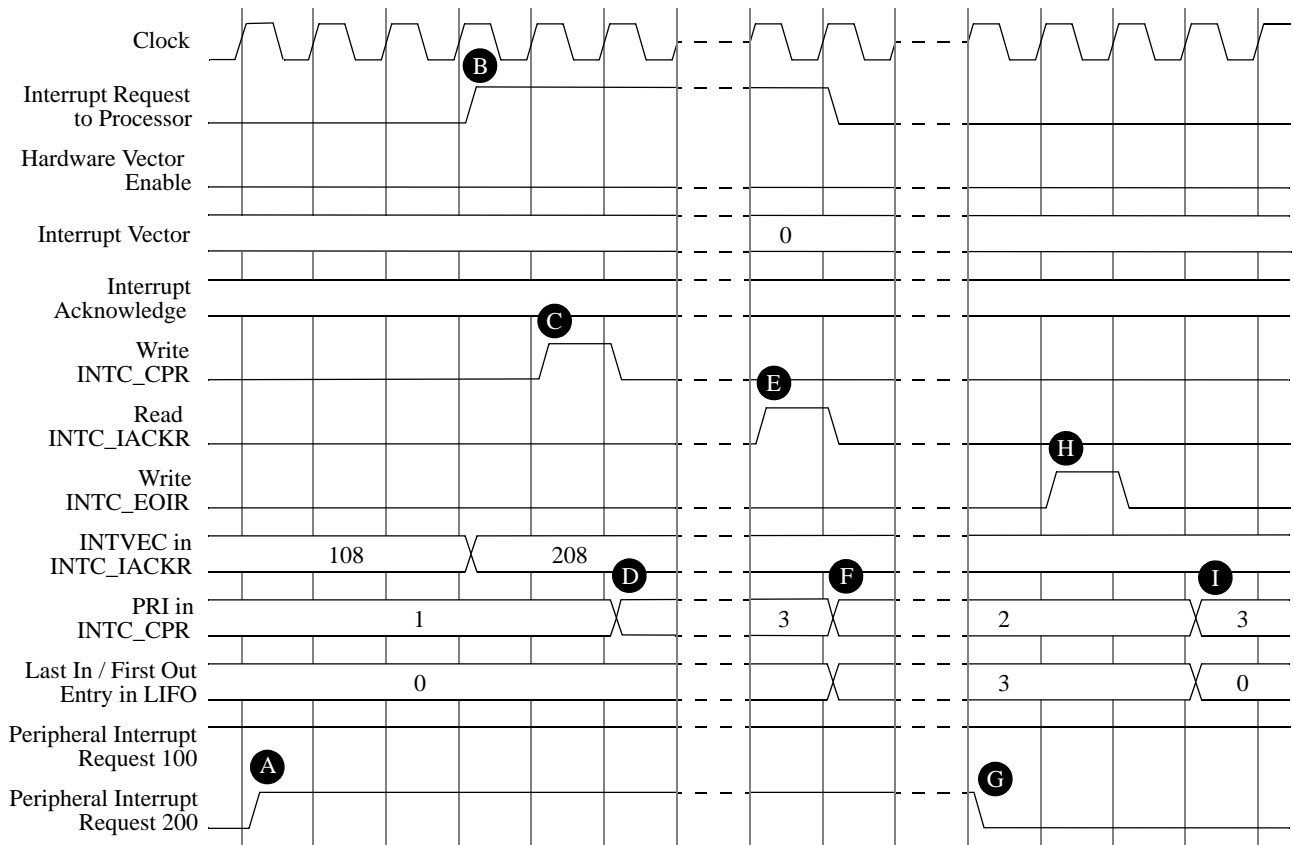 Clock
B
Interrupt Request
to Processor
Hardware Vector
Enable
Interrupt Vector
0
Interrupt
Acknowledge
C
Write
INTC_CPR
E
Read
INTC_IACKR
H
Write
INTC_EOIR
INTVEC in
INTC_IACKR
108
208
D
F
I
PRI in
INTC_CPR
1
3
2
3
Last In / First Out
Entry in LIFO
0
3
0
Peripheral Interrupt
Request 100
A
G
Peripheral Interrupt
Request 200